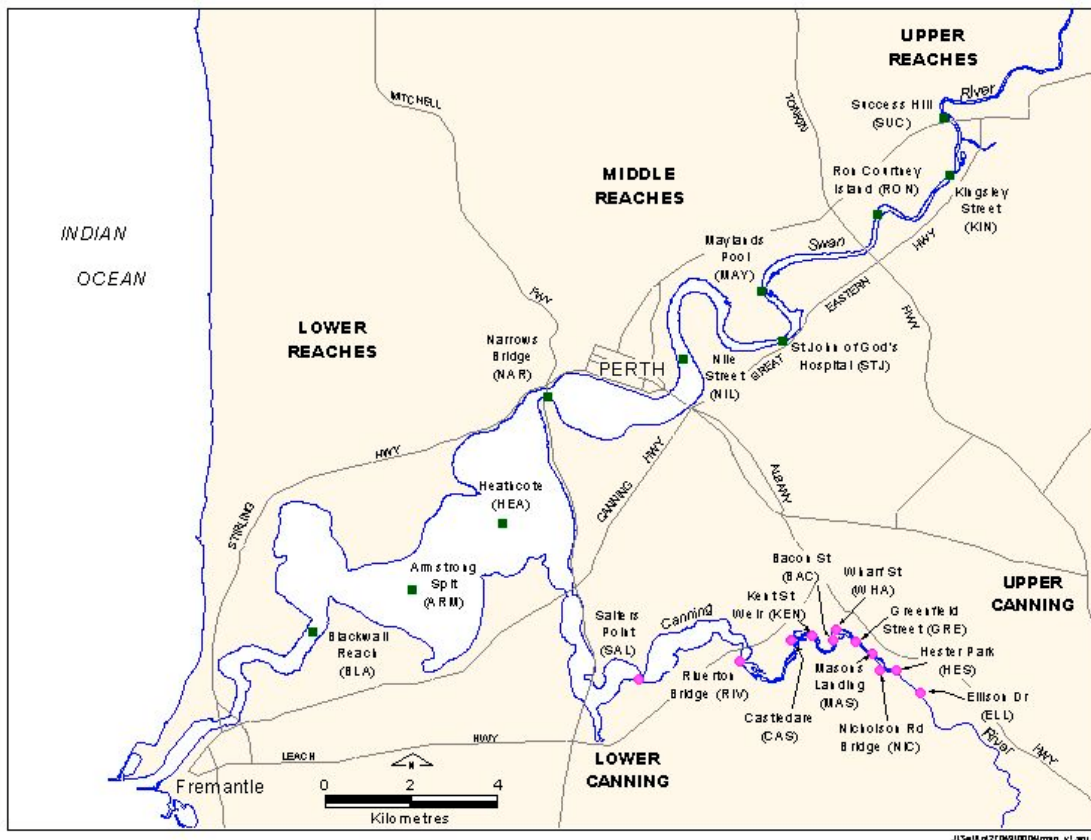 UPPER
REACHES
River
Success Hill
(SUC)
MITCHELL
TONKIN
MIDDLE
REACHES
Ron Courtney
Island (RON)
Kingsley
Street
(KIN)
HWY
INDIAN
OCEAN
Maylands
Pool
(MAY)
Swan
EASTERN
FWY
HWY
LOWER
REACHES
Narrows
Bridge
(NAR)
PERTH
Nile
Street
(NIL)
GREAT
St John of God's
Hospital (STJ)
HWY
HWY
STIRLING
CANNING
ALBANY
Heathcote
(HEA)
Armstrong
Spit
(ARM)
Blackwall
Reach
(BLA)
Bacon St
(BAC)
Wharf St
(WHA)
UPPER
CANNING
Kent St
Weir (KEN)
Greenfield
Street (GRE)
Salters
Point
(SAL)
Canning
Hester Park
(HES)
Masons
Landing
(MAS)
Riverton
Bridge (RIV)
Ellison Dr
(ELL)
Castledare
(CAS)
Nicholson Rd
Bridge (NIC)
River
HWY
LEACH
HWY
LOWER
CANNING
N
Fremantle
0 2 4
Kilometres